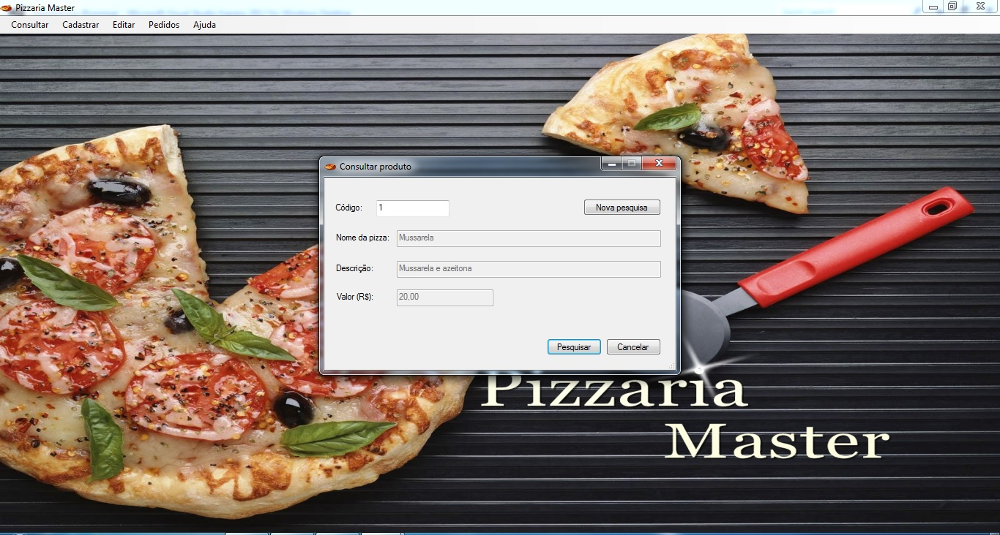 Pizzaria Master
Consultar Cadastrar Editar Pedidos Ajuda
Consultar produto
Código: 1 Nova pesquisa
Nome da pizza: Mussarela
Descrição: Mussarela e azeitona
Valor (R$): 20,00
Pesquisar Cancelar
Pizzaria
Master